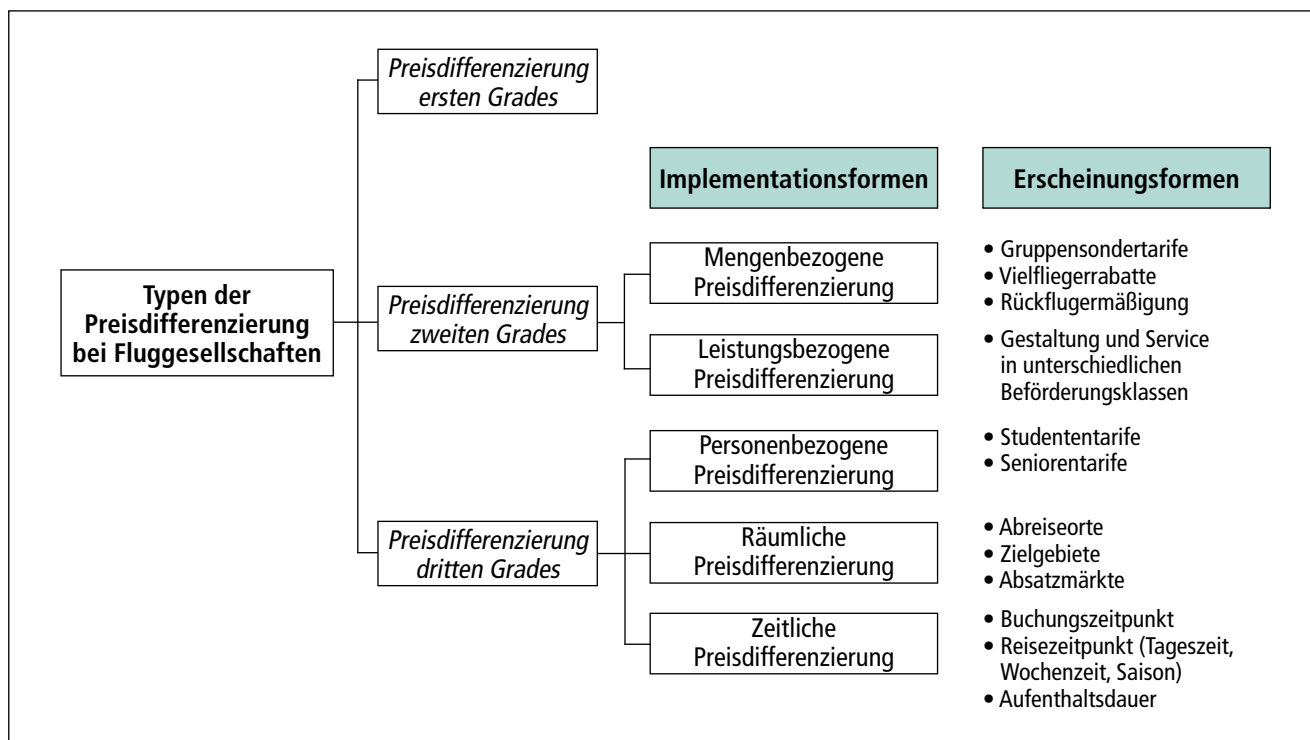 Preisdifferenzierung
ersten Grades
Implementationsformen
Erscheinungsformen
Typen der
Preisdifferenzierung
bei Fluggesellschaften
Preisdifferenzierung
zweiten Grades
Mengenbezogene
Preisdifferenzierung
• Gruppensondertarife
• Vielfliegerrabatte
• Rückflugermäßigung
Leistungsbezogene
Preisdifferenzierung
• Gestaltung und Service
in unterschiedlichen
Beförderungsklassen
Preisdifferenzierung
dritten Grades
Personenbezogene
Preisdifferenzierung
• Studententarife
• Seniorentarife
Räumliche
Preisdifferenzierung
• Abreiseorte
• Zielgebiete
• Absatzmärkte
Zeitliche
Preisdifferenzierung
• Buchungszeitpunkt
• Reisezeitpunkt (Tageszeit,
Wochenzeit, Saison)
• Aufenthaltsdauer